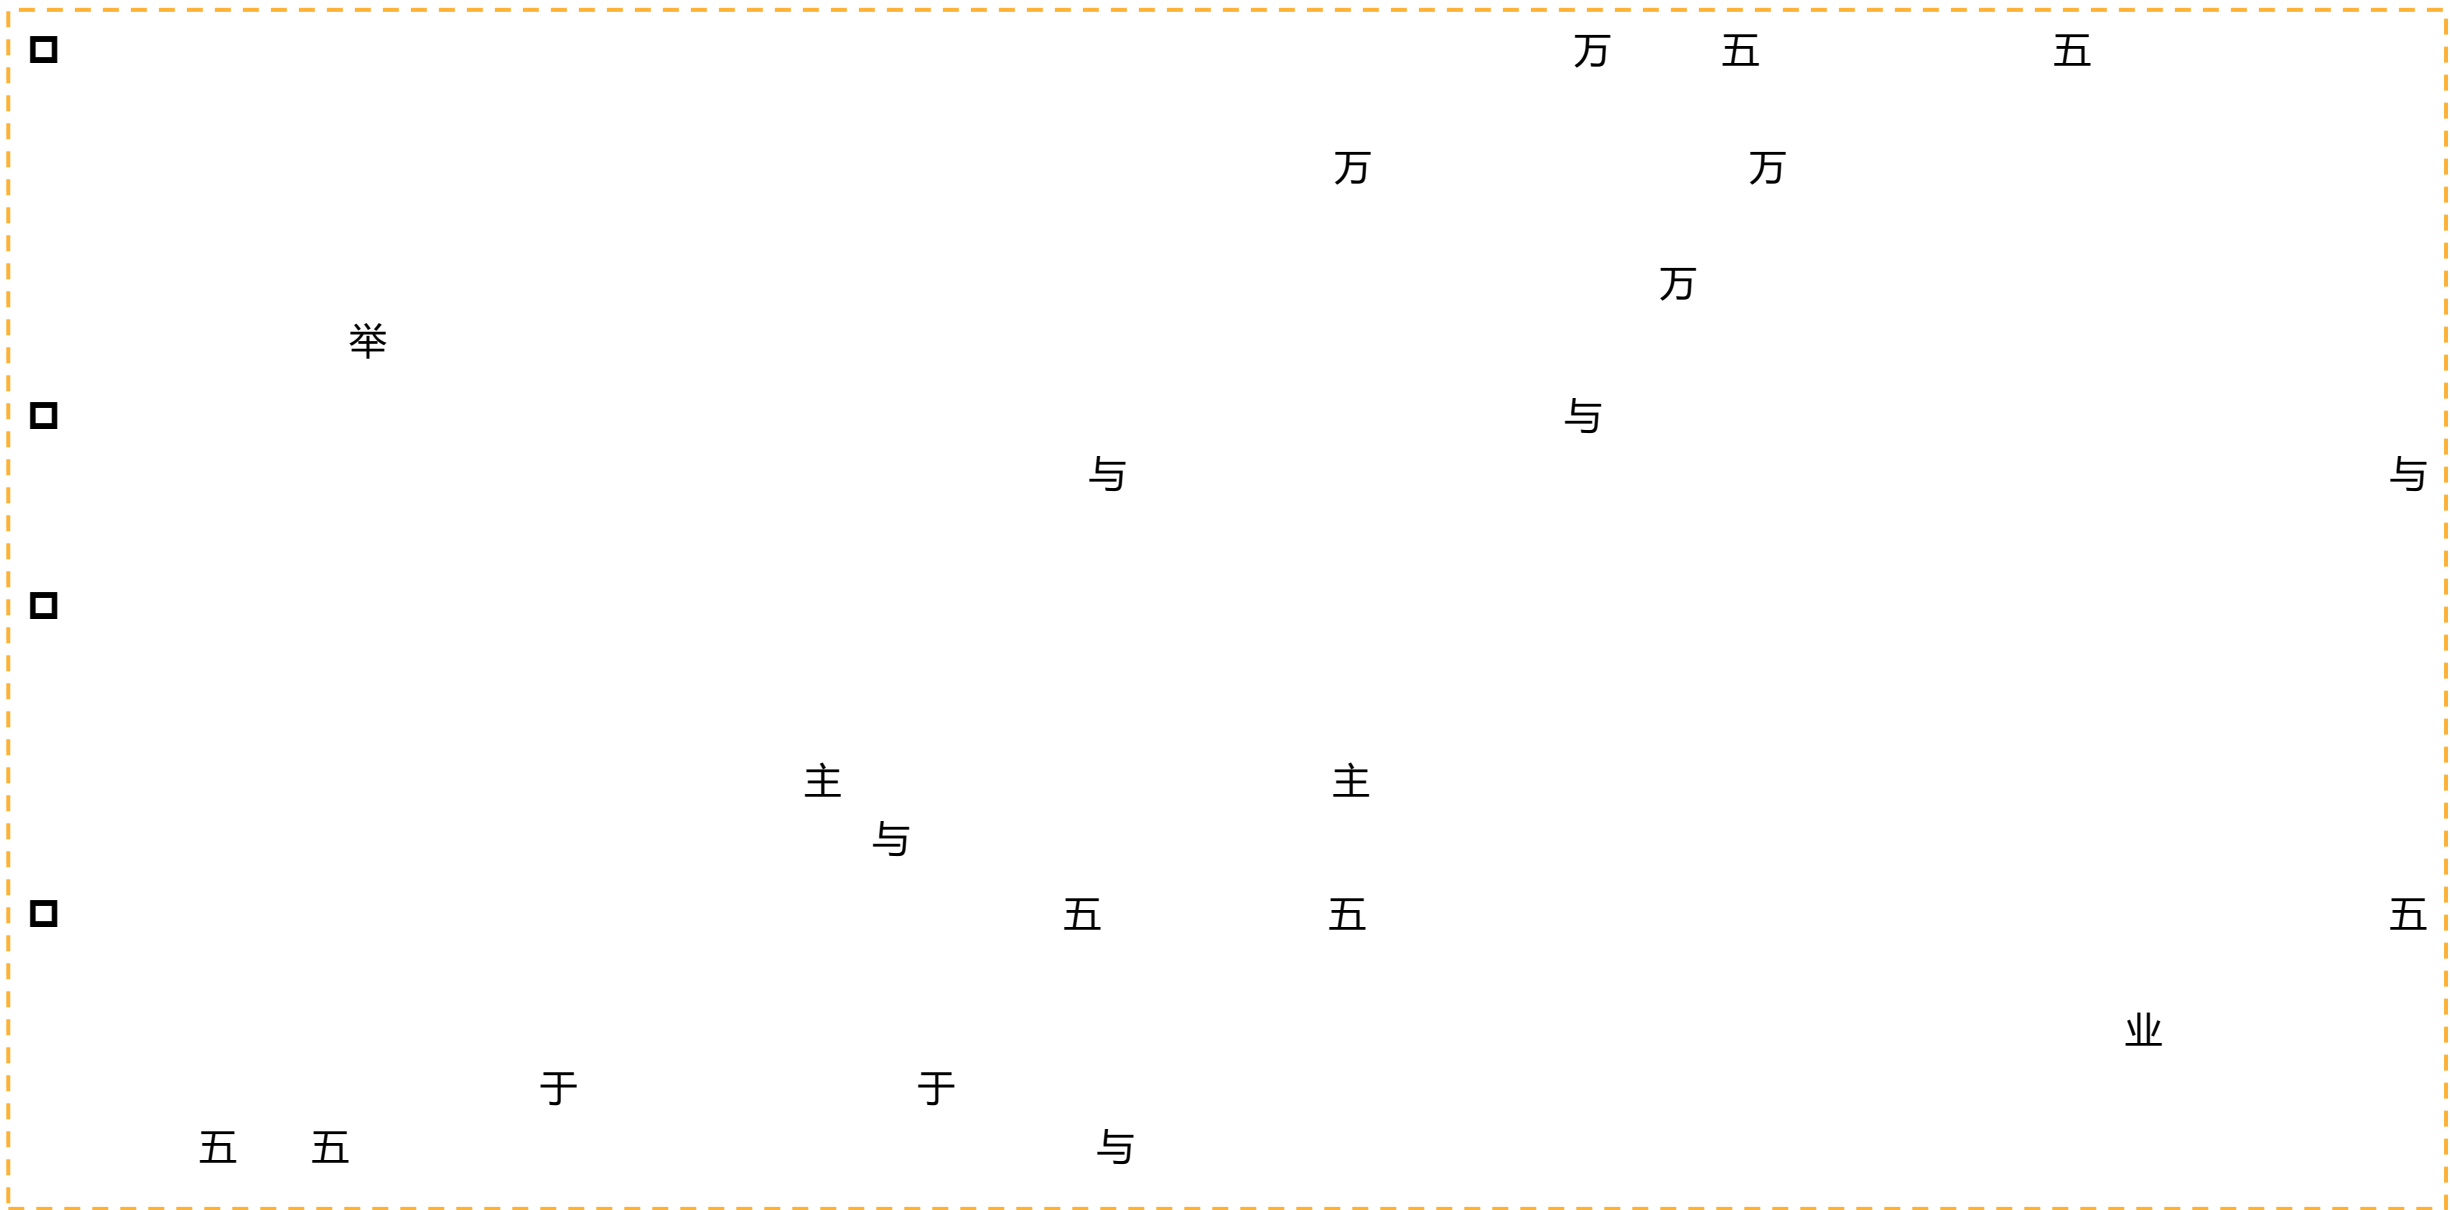 万 五 五
万 万
万
举
与
与 与
主 主
与
五 五 五
业
于 于
五 五 与